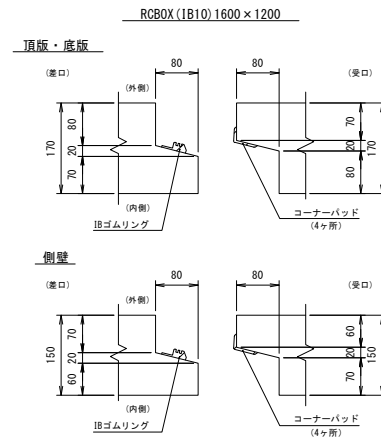 RCBOX(IB10)1600×1200
頂版・底版
80 80
(差口) (受口)
(外側)
170 80 20 70
70 20 80 170
(内側)
IBゴムリング
コーナーパッド
(4ヶ所)
側壁
80 80
(差口) (受口)
(外側)
150 70 20 60
60 20 70 150
(内側)
IBゴムリング
コーナーパッド
(4ヶ所)